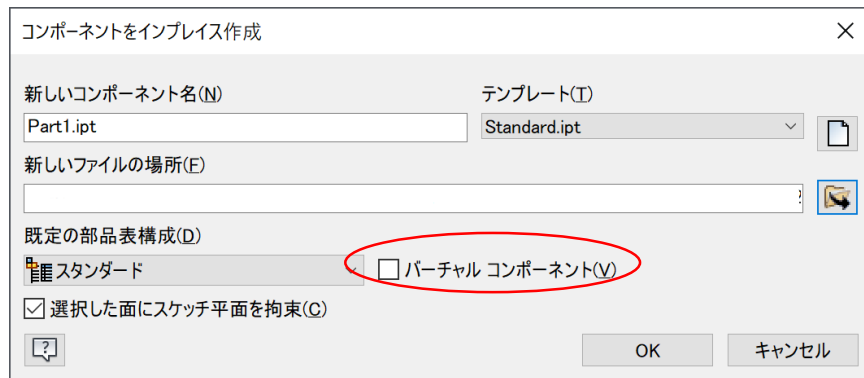 コンポーネントをインプレイス作成
新しいコンポーネント名(N) テンプレート(T)
Part1.ipt Standard.ipt
新しいファイルの場所(F)
既定の部品表構成(D)
スタンダード バーチャル コンポーネント(V)
選択した面にスケッチ平面を拘束(C)
OK キャンセル